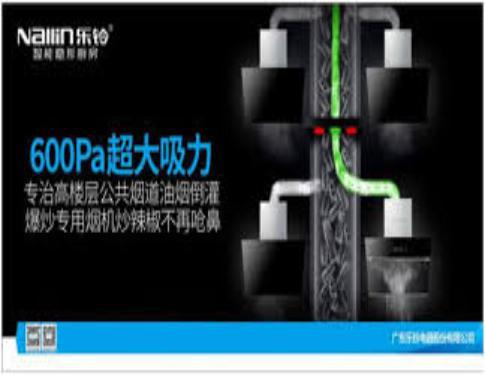 Nallin乐铃®
智能隐形厨房
600Pa超大吸力
专治高楼层公共烟道油烟倒灌
爆炒专用烟机炒辣椒不再呛鼻
广东乐铃电器股份有限公司